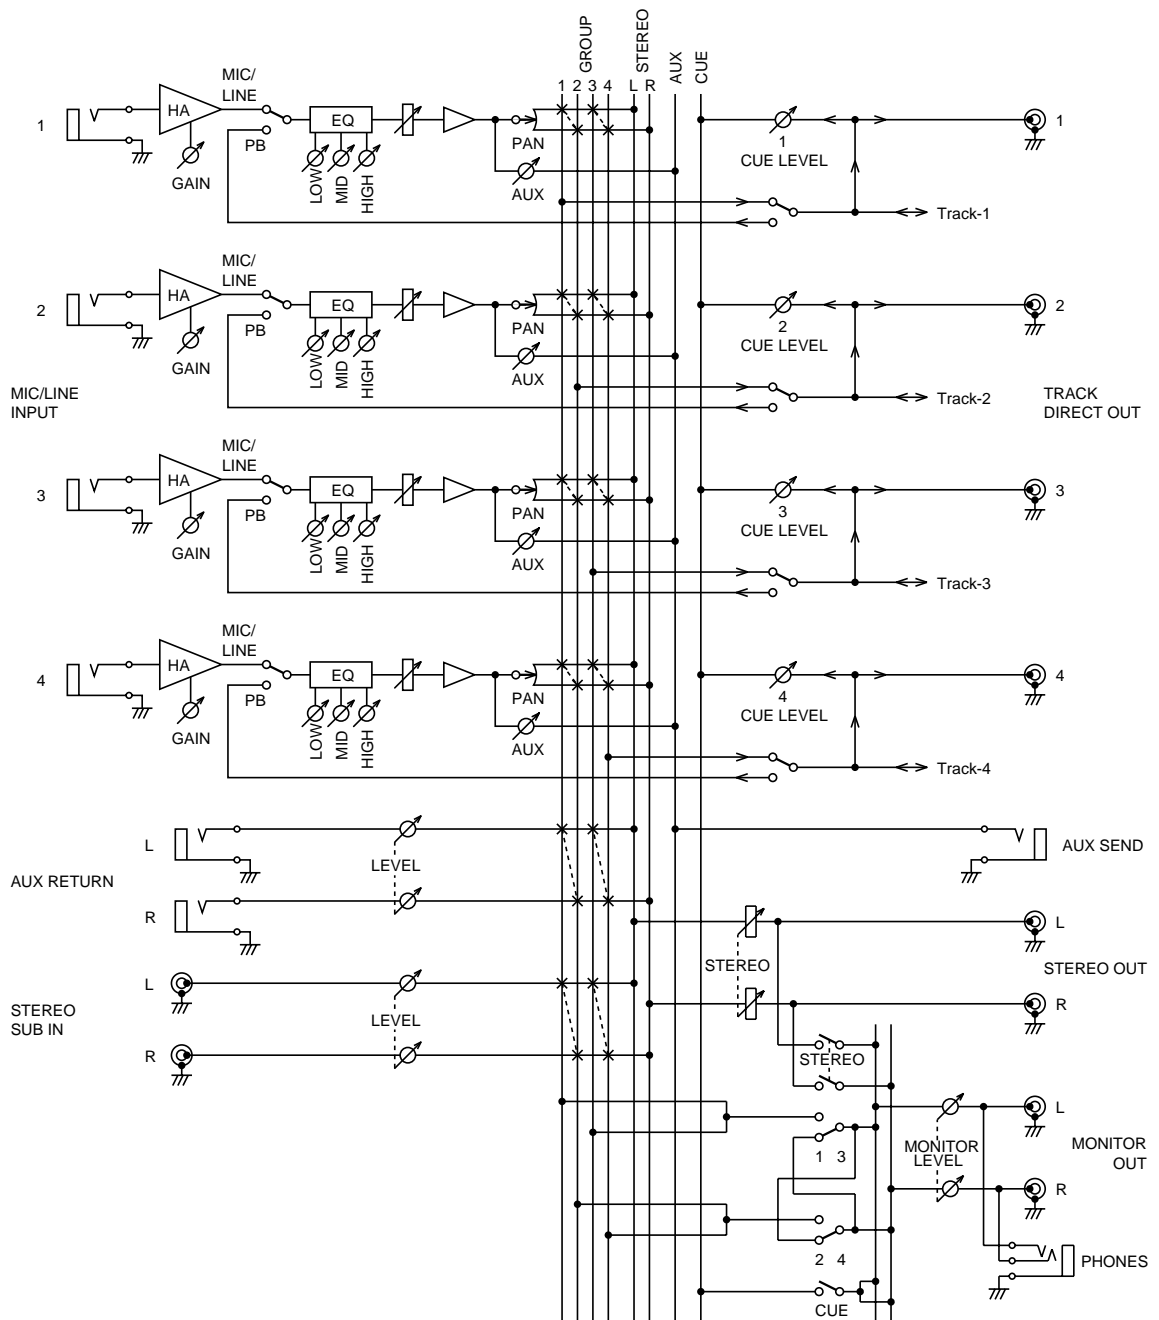 GROUP
STEREO
AUX
CUE
1 2 3 4 L R
MIC/
LINE
HA
EQ
1
PB
PAN
GAIN
LOW
MID
HIGH
AUX
1
CUE LEVEL
1
Track-1
MIC/
LINE
HA
EQ
2
PB
PAN
GAIN
LOW
MID
HIGH
AUX
2
CUE LEVEL
2
Track-2
MIC/LINE
INPUT
TRACK
DIRECT OUT
MIC/
LINE
HA
EQ
3
PB
PAN
GAIN
LOW
MID
HIGH
AUX
3
CUE LEVEL
3
Track-3
MIC/
LINE
HA
EQ
4
PB
PAN
GAIN
LOW
MID
HIGH
AUX
4
CUE LEVEL
4
Track-4
L
LEVEL
AUX SEND
AUX RETURN
R
L
STEREO
STEREO OUT
L
R
STEREO
SUB IN
LEVEL
R
STEREO
L
MONITOR
LEVEL
MONITOR
OUT
1 3
R
2 4
PHONES
CUE